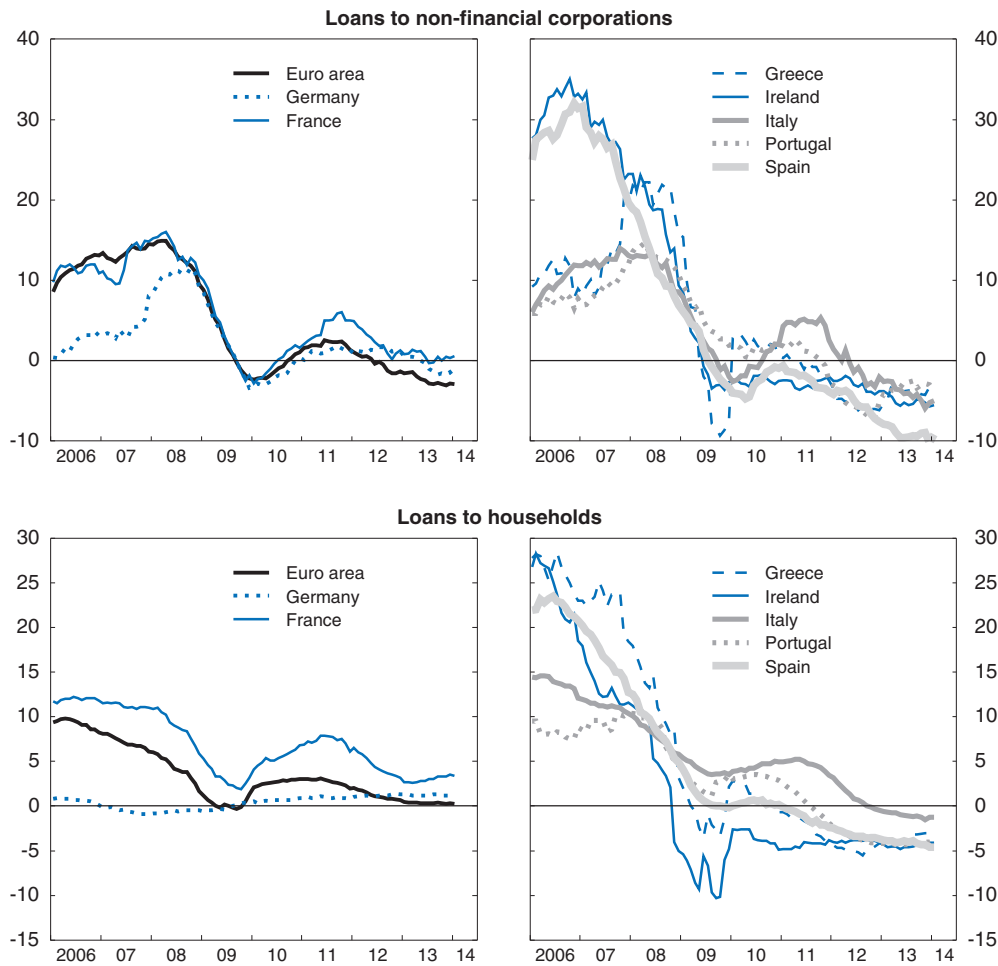 Loans to non-financial corporations
40
30
20
10
0
-10
Euro area
Germany
France
2006 07 08 09 10 11 12 13 14
40
30
20
10
0
-10
Greece
Ireland
Italy
Portugal
Spain
2006 07 08 09 10 11 12 13 14
Loans to households
30
25
20
15
10
5
0
-5
-10
-15
Euro area
Germany
France
2006 07 08 09 10 11 12 13 14
30
25
20
15
10
5
0
-5
-10
-15
Greece
Ireland
Italy
Portugal
Spain
2006 07 08 09 10 11 12 13 14